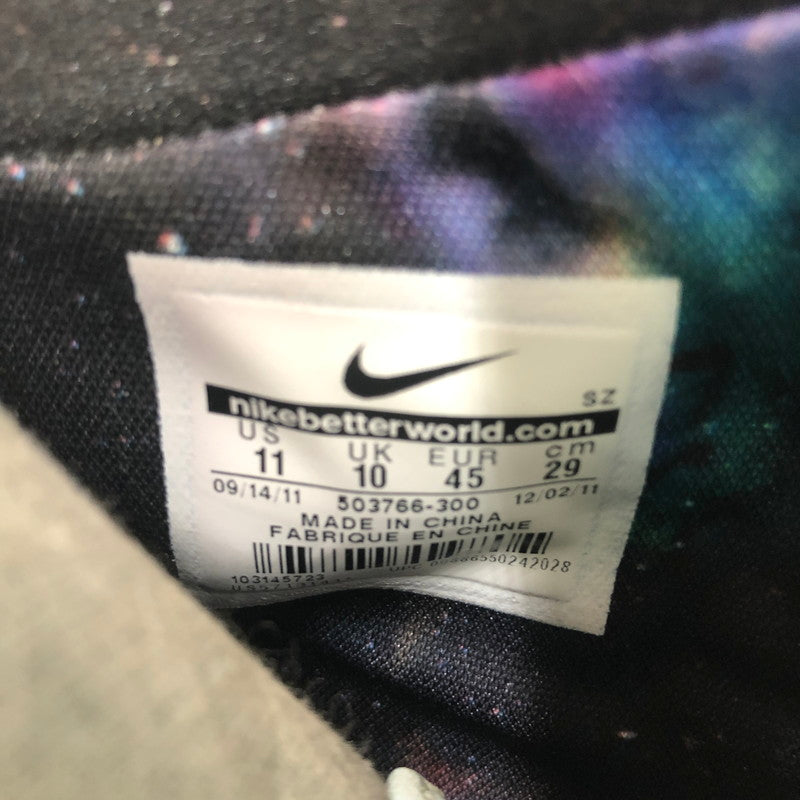 SZ
nikebetterworld.com
US UK EUR cm
11 10 45 29
09/14/11 503766-300 12/02/11
MADE IN CHINA
FABRIQUE EN CHINE
103145723 UPC